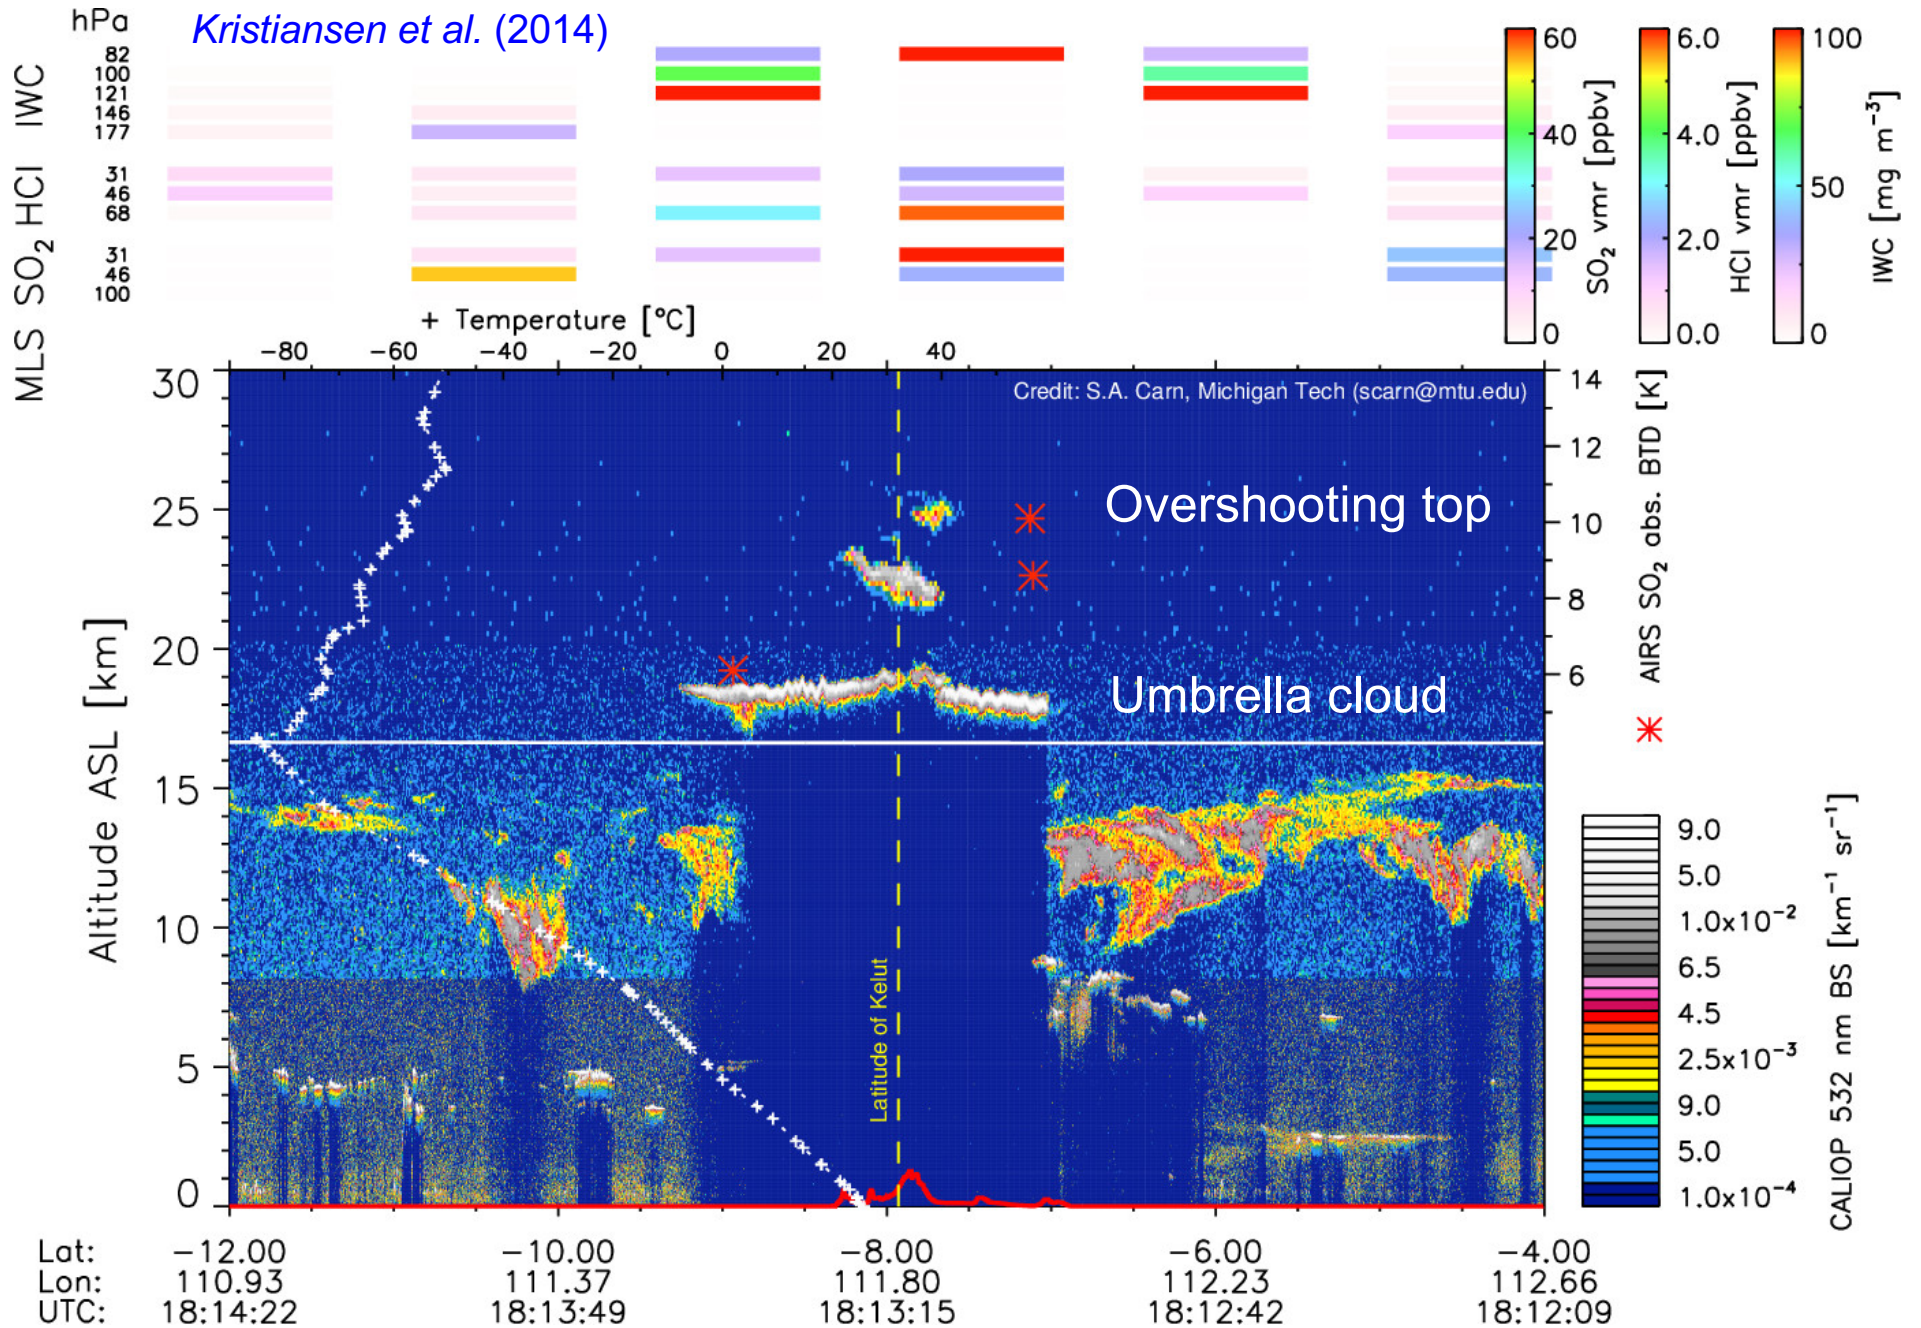 hPa
Kristiansen et al. (2014)
IWC
82
100
121
146
177
HCl
31
46
68
MLS SO2
31
46
100
60
40
20
0
SO2 vmr [ppbv]
6.0
4.0
2.0
0.0
HCl vmr [ppbv]
100
50
0
IWC [mg m−3]
+ Temperature [°C]
−80 −60 −40 −20 0 20 40
Credit: S.A. Carn, Michigan Tech (scarn@mtu.edu)
30
25
20
15
10
5
0
Altitude ASL [km]
Overshooting top
Umbrella cloud
Latitude of Kelut
14
12
10
8
6
AIRS SO2 abs. BTD [K]
9.0
5.0
1.0x10−2
6.5
4.5
2.5x10−3
9.0
5.0
1.0x10−4
CALIOP 532 nm BS [km−1 sr−1]
Lat: −12.00 −10.00 −8.00 −6.00 −4.00
Lon: 110.93 111.37 111.80 112.23 112.66
UTC: 18:14:22 18:13:49 18:13:15 18:12:42 18:12:09